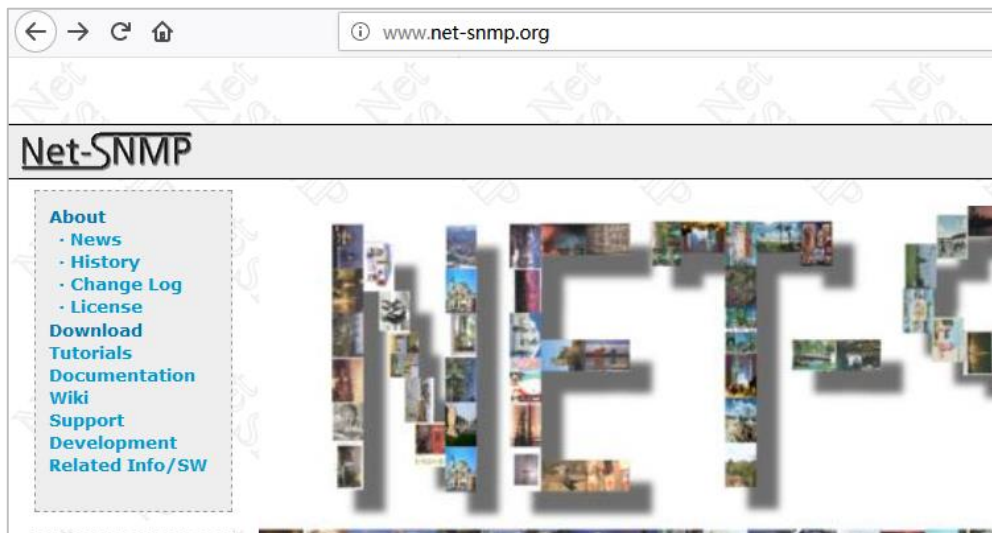 www.net-snmp.org
Net-SNMP
About
· News
· History
· Change Log
· License
Download
Tutorials
Documentation
Wiki
Support
Development
Related Info/SW
NET-